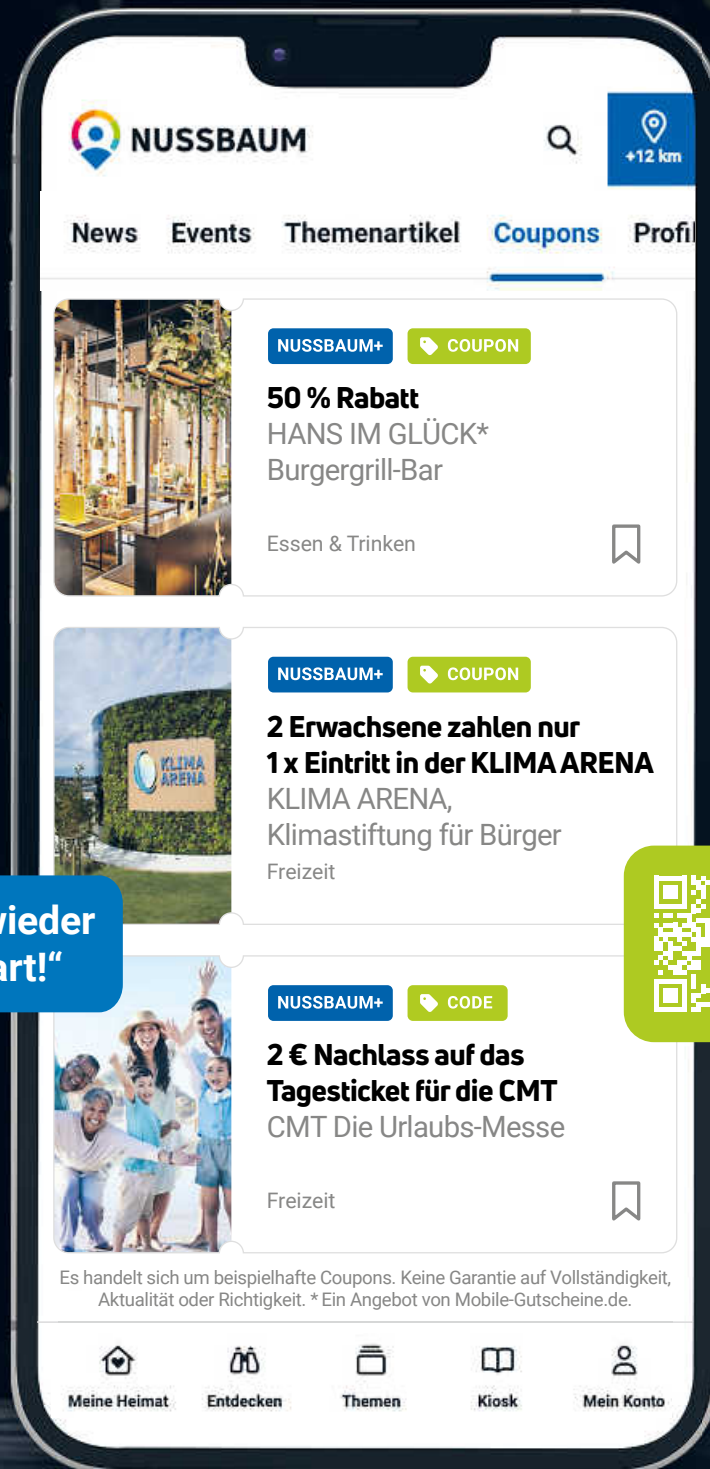 NUSSBAUM
+12 km
News Events Themenartikel Coupons Profil
NUSSBAUM+ COUPON
50 % Rabatt
HANS IM GLÜCK*
Burgergrill-Bar
Essen & Trinken
NUSSBAUM+ COUPON
KLIMA
ARENA
2 Erwachsene zahlen nur
1 x Eintritt in der KLIMA ARENA
KLIMA ARENA,
Klimastiftung für Bürger
Freizeit
wieder
art!“
NUSSBAUM+ CODE
2 € Nachlass auf das
Tagesticket für die CMT
CMT Die Urlaubs-Messe
Freizeit
Es handelt sich um beispielhafte Coupons. Keine Garantie auf Vollständigkeit,
Aktualität oder Richtigkeit. * Ein Angebot von Mobile-Gutscheine.de.
Meine Heimat Entdecken Themen Kiosk Mein Konto